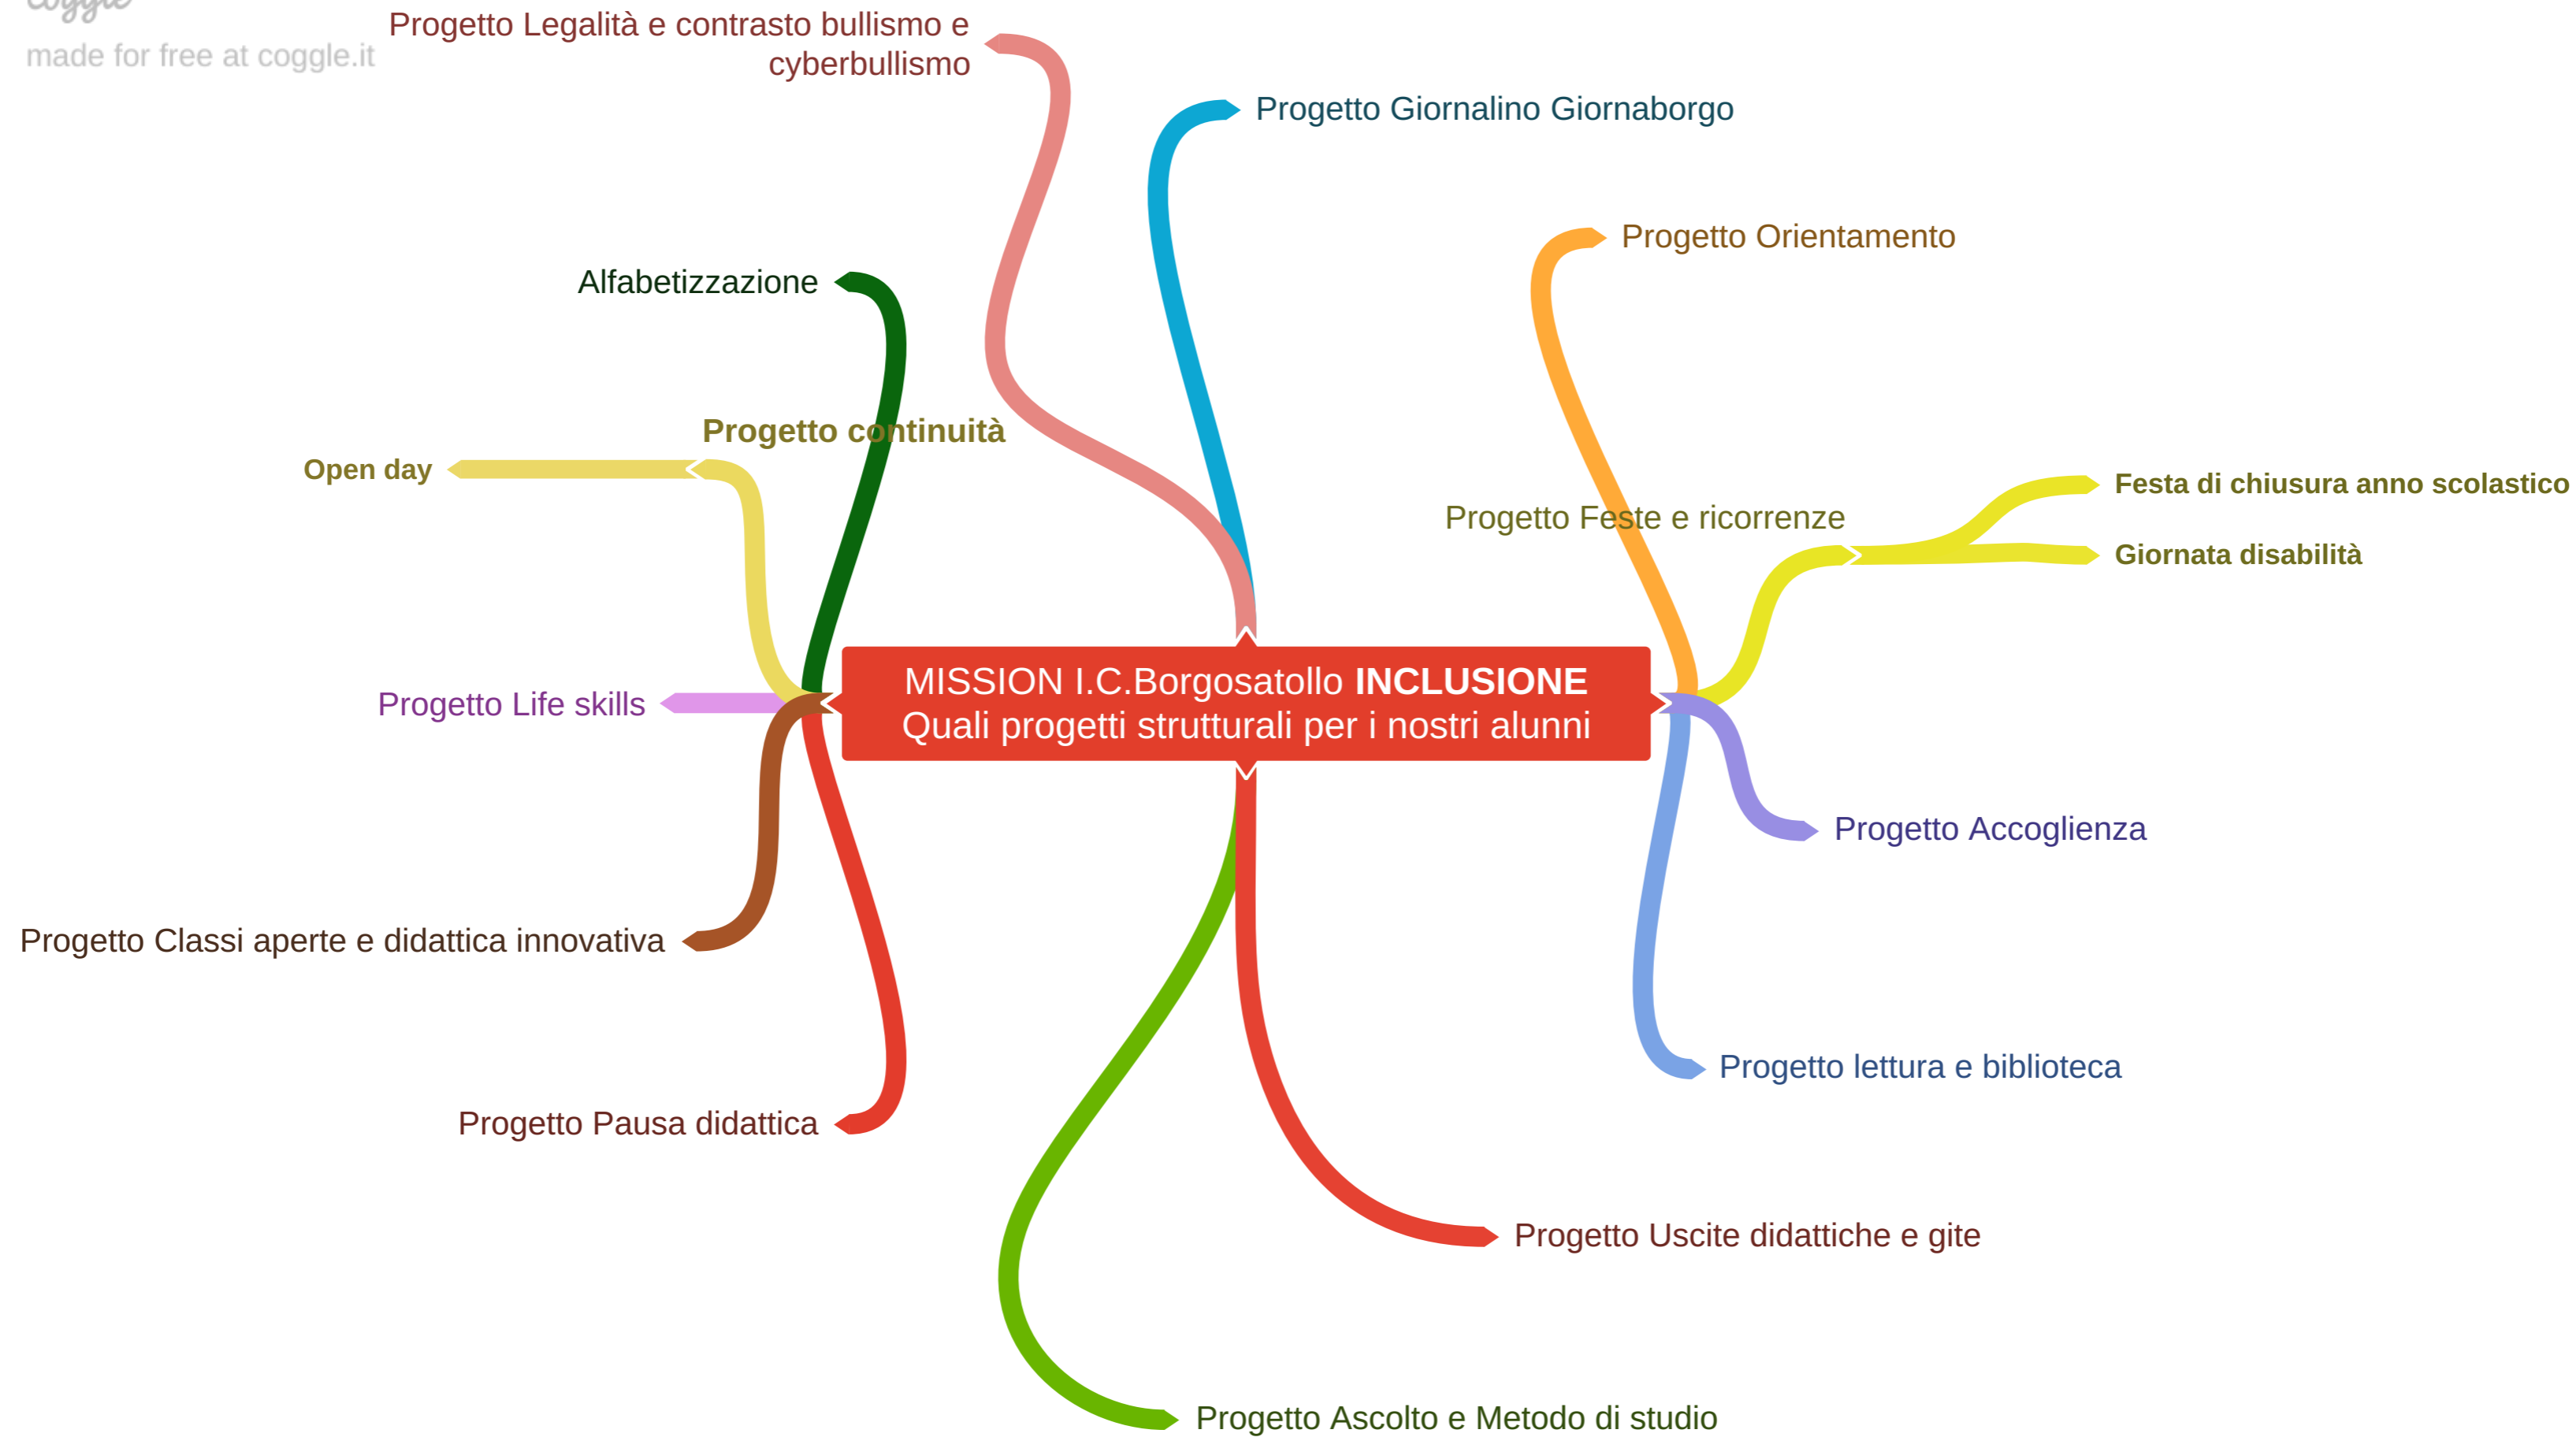 coggle
made for free at coggle.it
Progetto Legalità e contrasto bullismo e
cyberbullismo
Progetto Giornalino Giornaborgo
Progetto Orientamento
Alfabetizzazione
Progetto continuità
Open day
Festa di chiusura anno scolastico
Progetto Feste e ricorrenze
Giornata disabilità
MISSION I.C.Borgosatollo INCLUSIONE
Quali progetti strutturali per i nostri alunni
Progetto Life skills
Progetto Accoglienza
Progetto Classi aperte e didattica innovativa
Progetto lettura e biblioteca
Progetto Pausa didattica
Progetto Uscite didattiche e gite
Progetto Ascolto e Metodo di studio